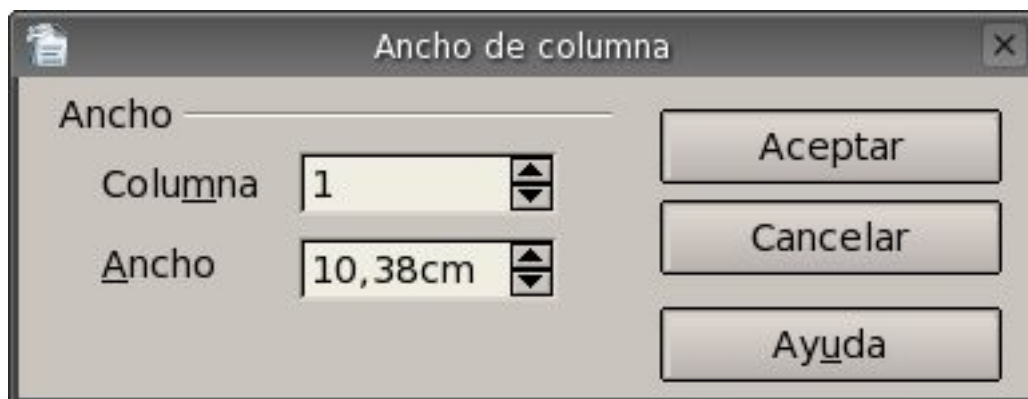 Ancho de columna
Ancho
Columna 1
Ancho 10,38cm
Aceptar
Cancelar
Ayuda